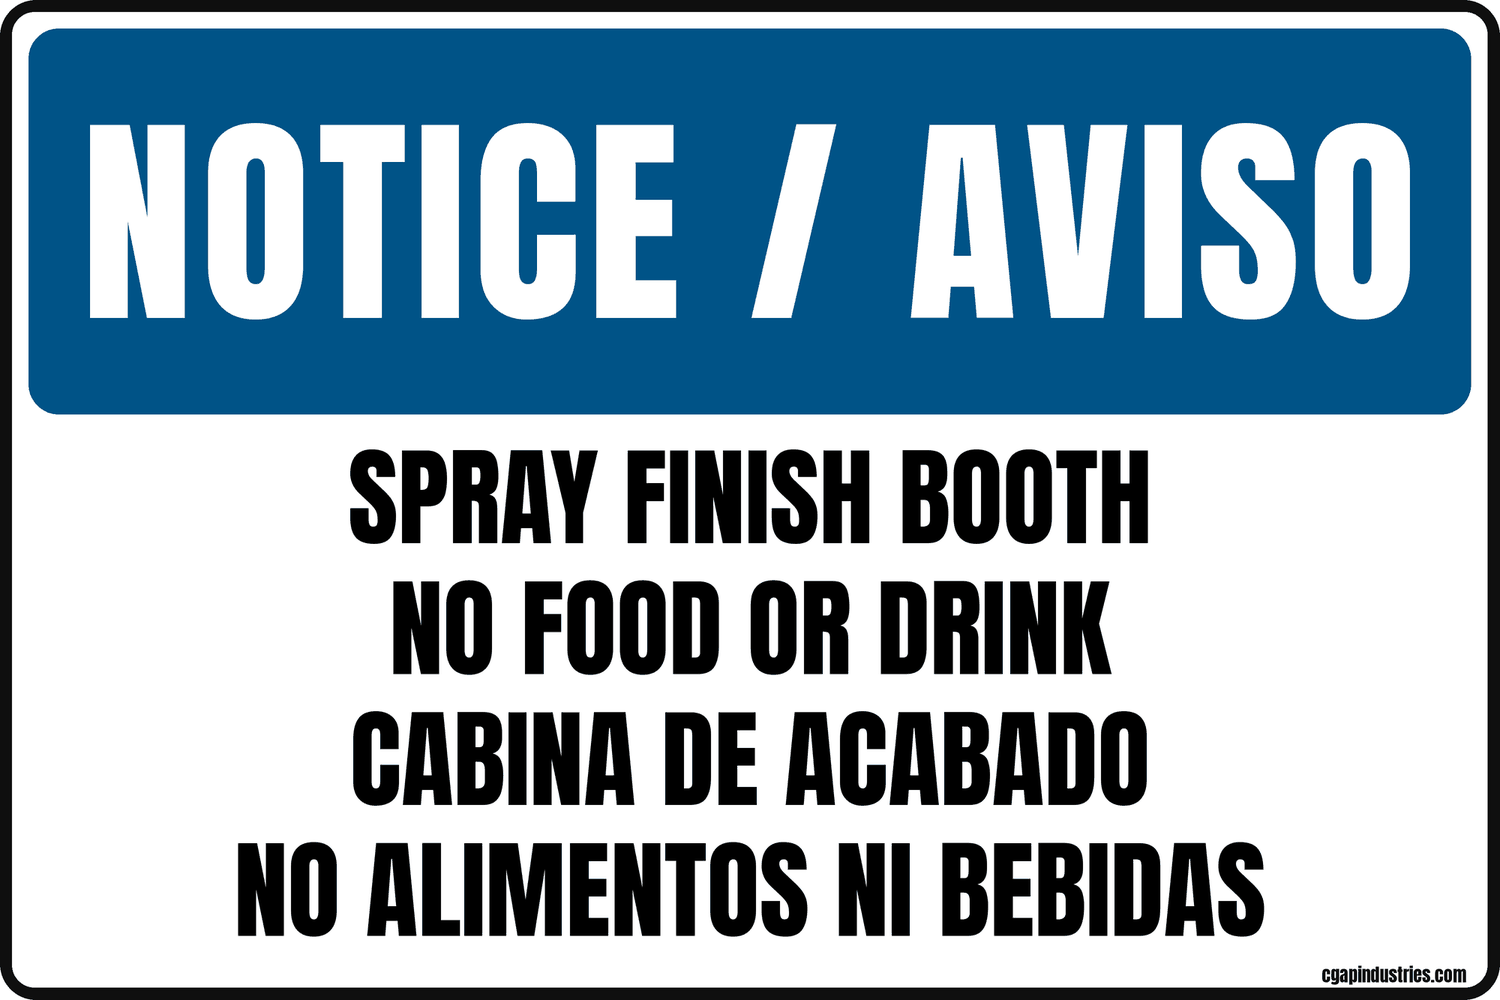 NOTICE / AVISO
SPRAY FINISH BOOTH
NO FOOD OR DRINK
CABINA DE ACABADO
NO ALIMENTOS NI BEBIDAS
cgapindustries.com